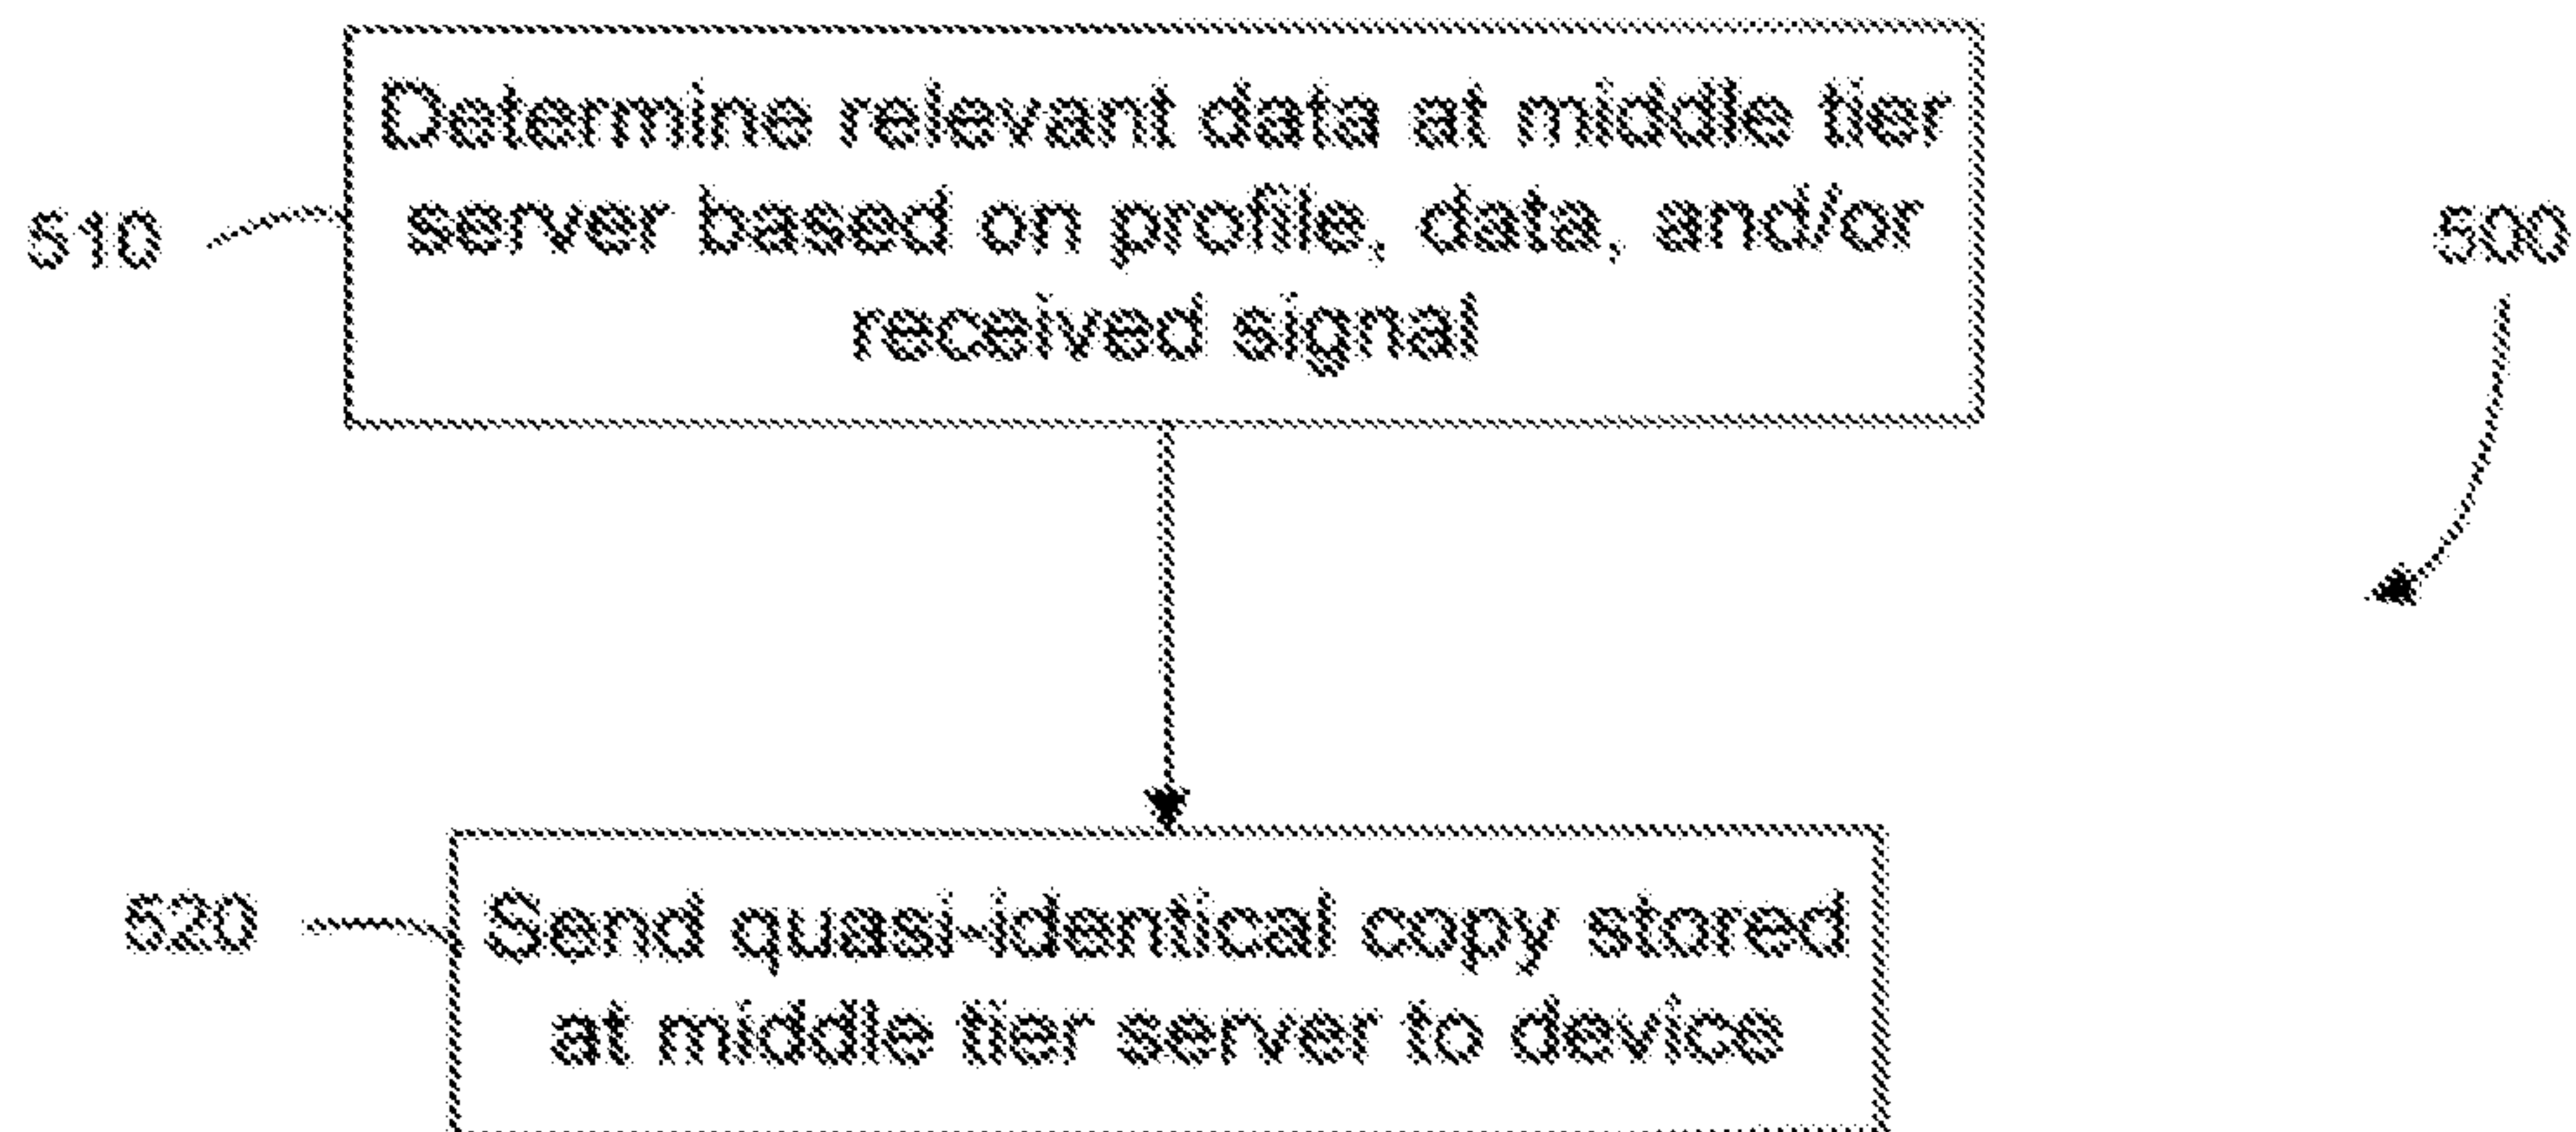 Determine relevant data at middle tier
server based on profile, data, and/or
received signal
510
500
520
Send quasi-identical copy stored
at middle tier server to device